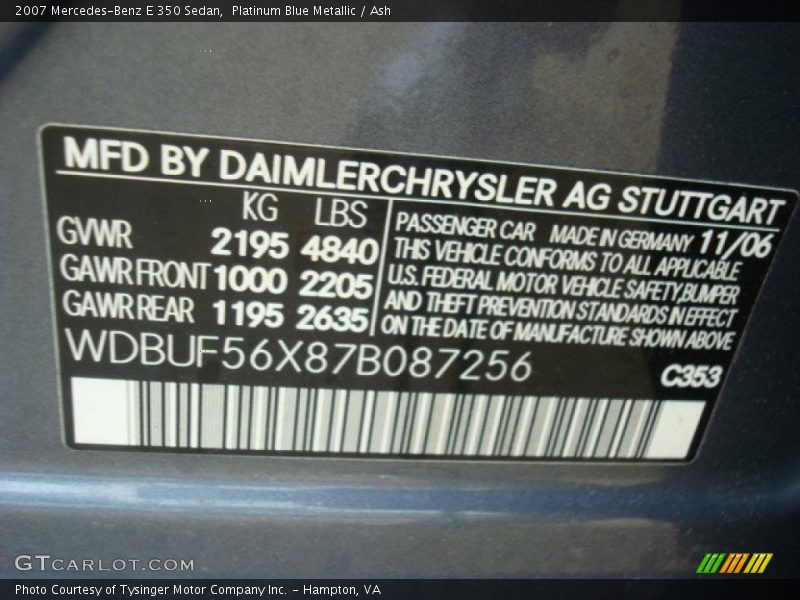 2007 Mercedes-Benz E 350 Sedan,  Platinum Blue Metallic / Ash
MFD BY DAIMLERCHRYSLER AG STUTTGART
KG LBS
GVWR 2195 4840
GAWR FRONT 1000 2205
GAWR REAR 1195 2635
PASSENGER CAR MADE IN GERMANY 11/06
THIS VEHICLE CONFORMS TO ALL APPLICABLE
U.S. FEDERAL MOTOR VEHICLE SAFETY, BUMPER
AND THEFT PREVENTION STANDARDS IN EFFECT
ON THE DATE OF MANUFACTURE SHOWN ABOVE
WDBUF56X87B087256
C353
GTCARLOT.COM
Photo Courtesy of Tysinger Motor Company Inc. - Hampton, VA